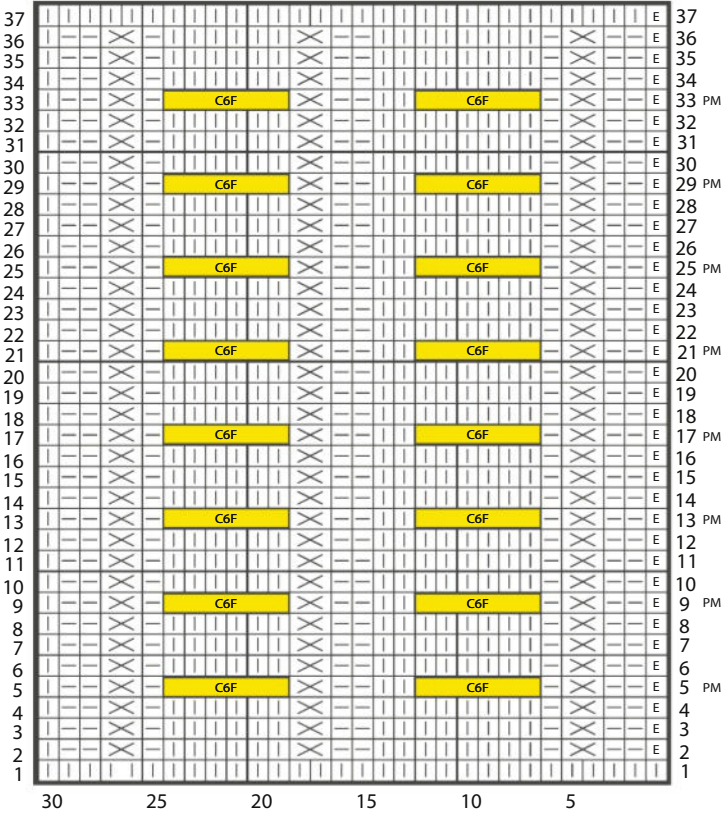 37 E 37
36 E 36
35 E 35
34 E 34
33 C6F C6F E 33 PM
32 E 32
31 E 31
30 E 30
29 C6F C6F E 29 PM
28 E 28
27 E 27
26 E 26
25 C6F C6F E 25 PM
24 E 24
23 E 23
22 E 22
21 C6F C6F E 21 PM
20 E 20
19 E 19
18 E 18
17 C6F C6F E 17 PM
16 E 16
15 E 15
14 E 14
13 C6F C6F E 13 PM
12 E 12
11 E 11
10 E 10
9 C6F C6F E 9 PM
8 E 8
7 E 7
6 E 6
5 C6F C6F E 5 PM
4 E 4
3 E 3
2 E 2
1 1
30 25 20 15 10 5